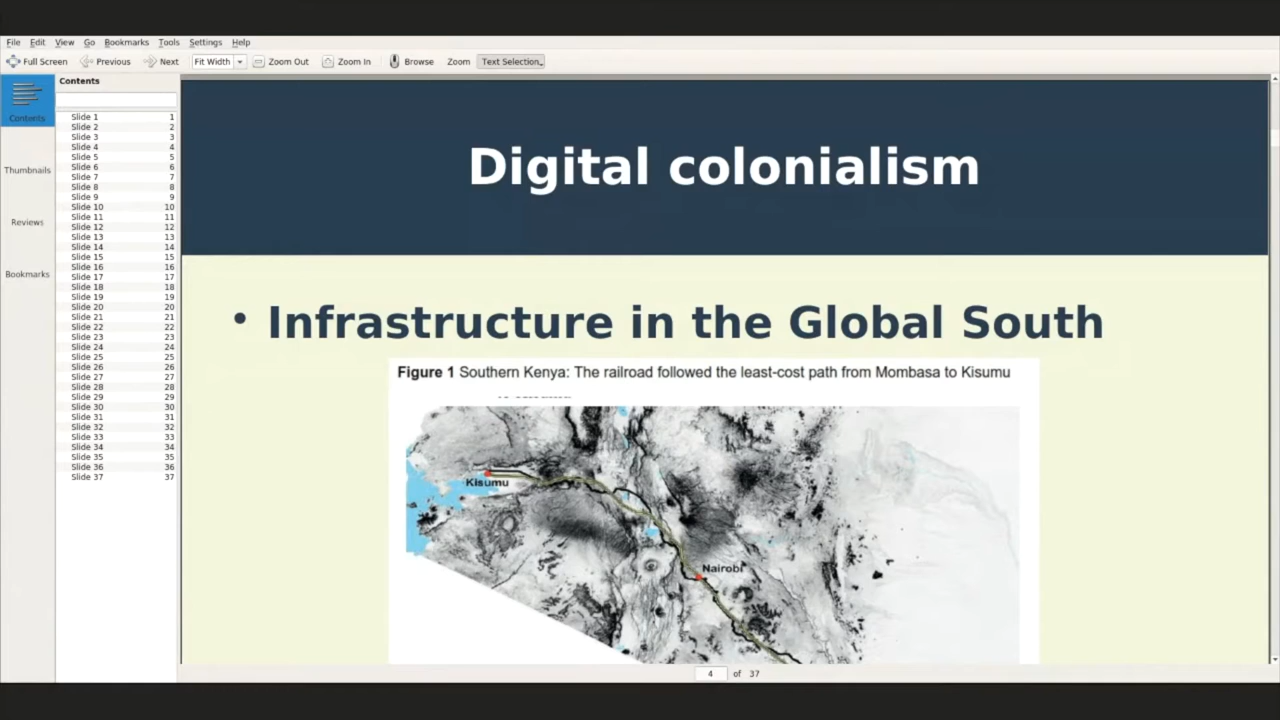 File Edit View Go Bookmarks Tools Settings Help
Full Screen Previous Next Fit Width Zoom Out Zoom In Browse Zoom Text Selection
Contents
Contents
Thumbnails
Reviews
Bookmarks
Slide 1 1
Slide 2 2
Slide 3 3
Slide 4 4
Slide 5 5
Slide 6 6
Slide 7 7
Slide 8 8
Slide 9 9
Slide 10 10
Slide 11 11
Slide 12 12
Slide 13 13
Slide 14 14
Slide 15 15
Slide 16 16
Slide 17 17
Slide 18 18
Slide 19 19
Slide 20 20
Slide 21 21
Slide 22 22
Slide 23 23
Slide 24 24
Slide 25 25
Slide 26 26
Slide 27 27
Slide 28 28
Slide 29 29
Slide 30 30
Slide 31 31
Slide 32 32
Slide 33 33
Slide 34 34
Slide 35 35
Slide 36 36
Slide 37 37
Digital colonialism
• Infrastructure in the Global South
Figure 1 Southern Kenya: The railroad followed the least-cost path from Mombasa to Kisumu
Kisumu
Nairobi
4 of 37